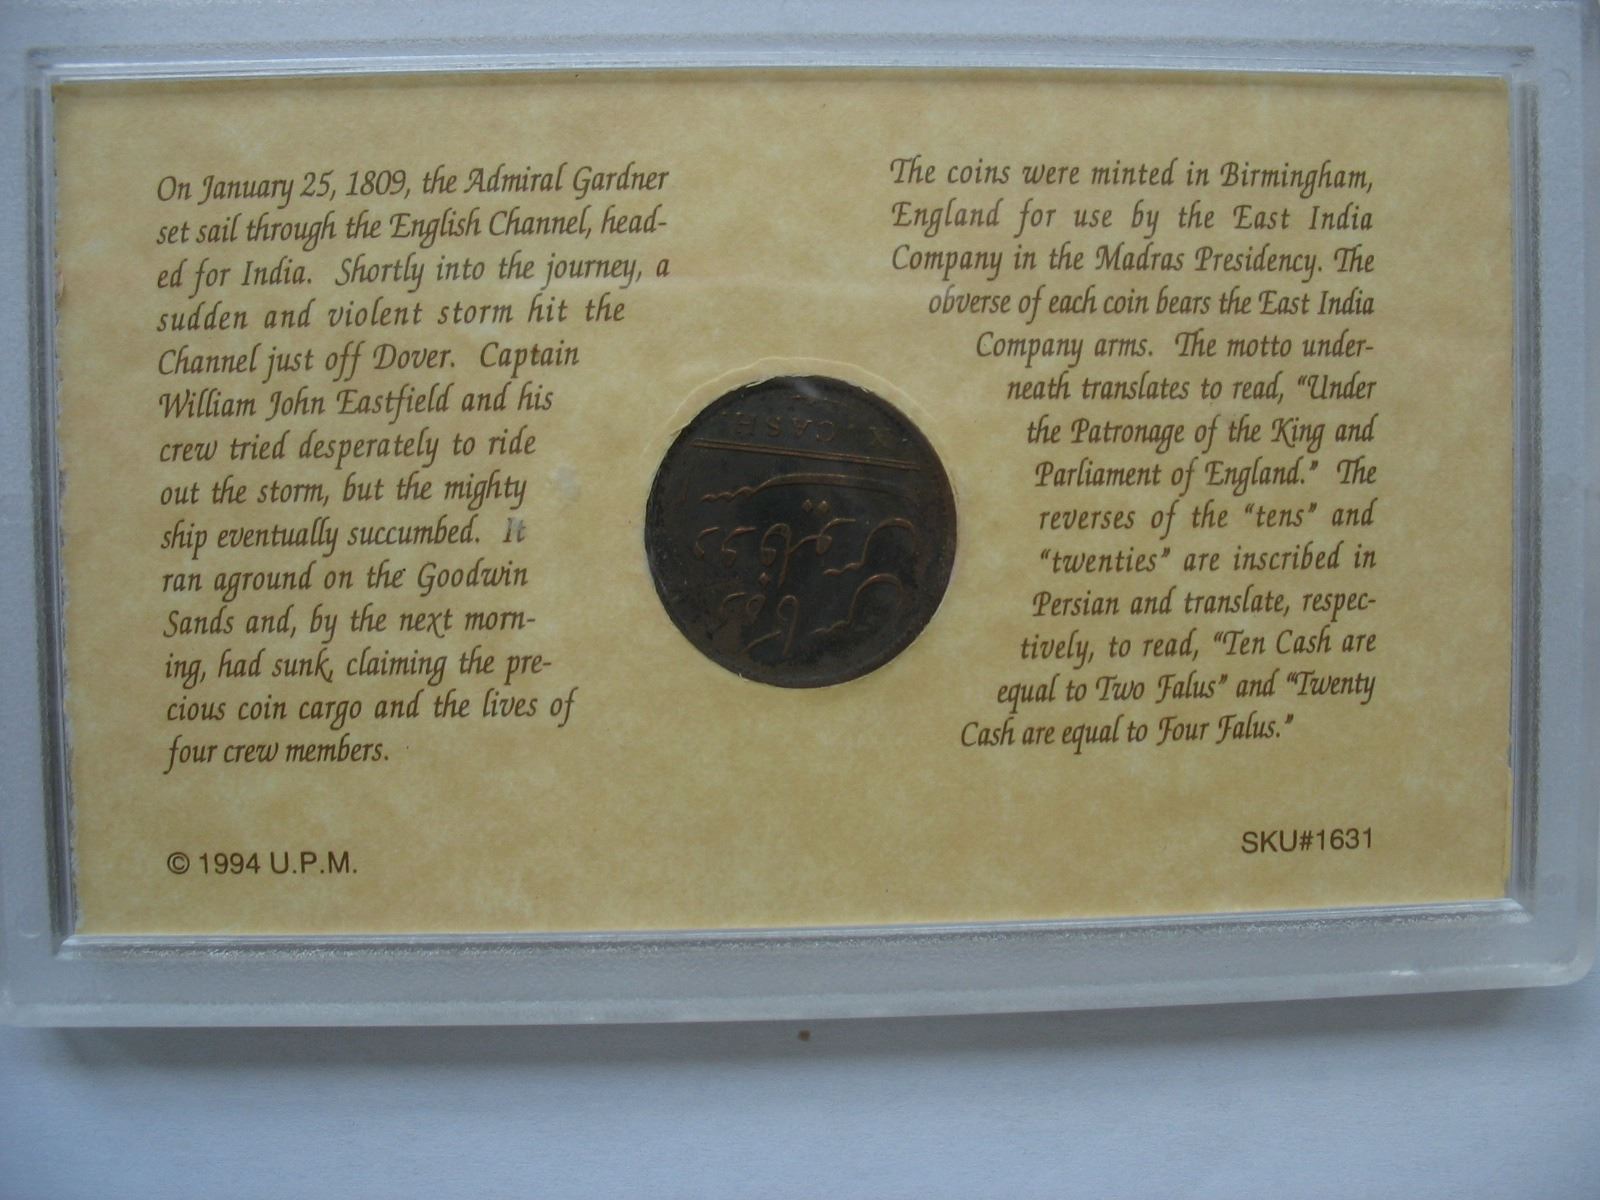 On January 25, 1809, the Admiral Gardner
set sail through the English Channel, head-
ed for India. Shortly into the journey, a
sudden and violent storm hit the
Channel just off Dover. Captain
William John Eastfield and his
crew tried desperately to ride
out the storm, but the mighty
ship eventually succumbed. It
ran aground on the Goodwin
Sands and, by the next morn-
ing, had sunk, claiming the pre-
cious coin cargo and the lives of
four crew members.
© 1994 U.P.M.
X. CASH.
The coins were minted in Birmingham,
England for use by the East India
Company in the Madras Presidency. The
obverse of each coin bears the East India
Company arms. The motto under-
neath translates to read, “Under
the Patronage of the King and
Parliament of England.” The
reverses of the “tens” and
“twenties” are inscribed in
Persian and translate, respec-
tively, to read, “Ten Cash are
equal to Two Falus” and “Twenty
Cash are equal to Four Falus.”
SKU#1631